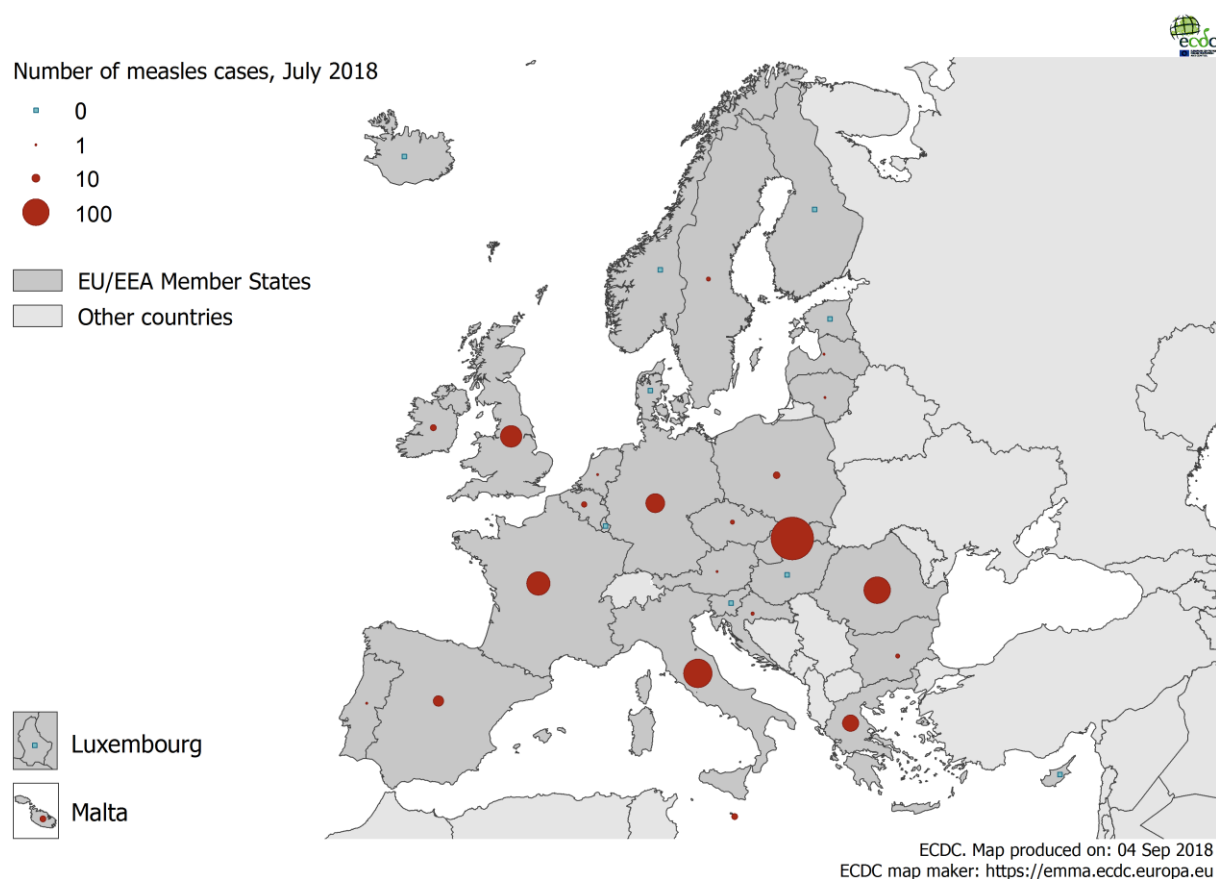 ecdc
Number of measles cases, July 2018
0
1
10
100
EU/EEA Member States
Other countries
Luxembourg
Malta
ECDC. Map produced on: 04 Sep 2018
ECDC map maker: https://emma.ecdc.europa.eu